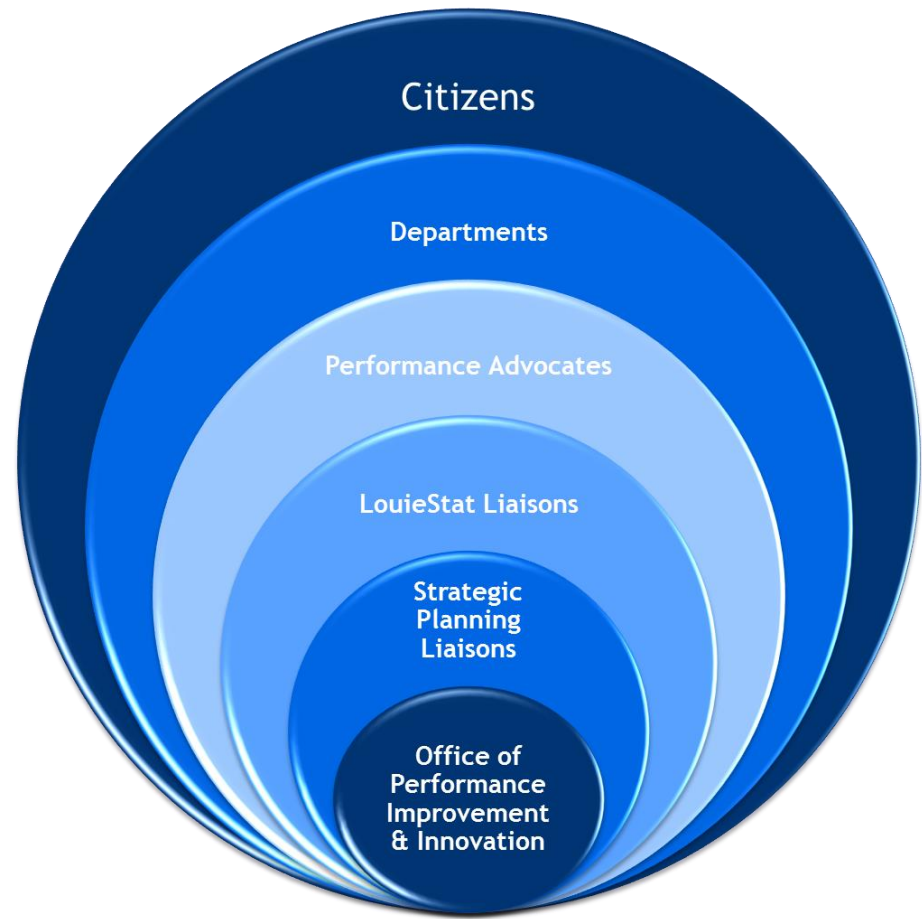 Citizens
Departments
Performance Advocates
LouieStat Liaisons
Strategic
Planning
Liaisons
Office of
Performance
Improvement
& Innovation